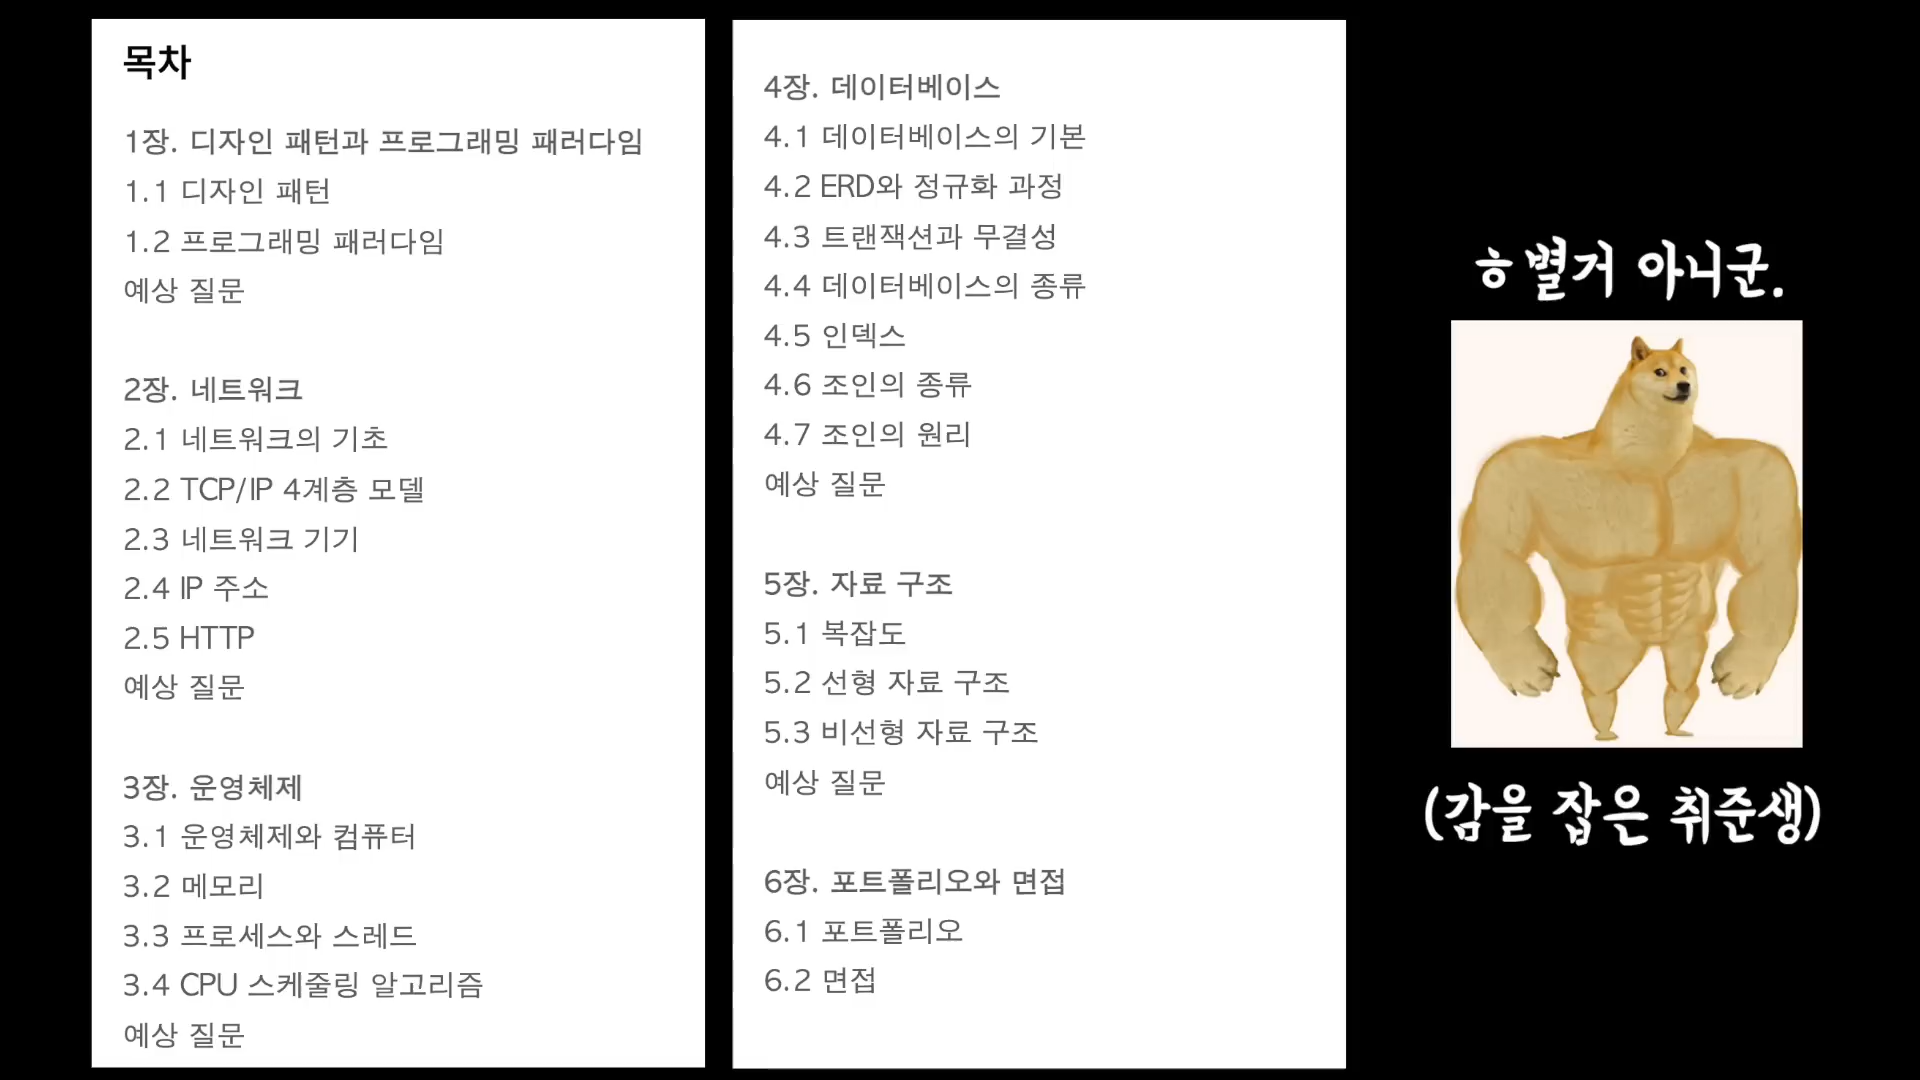 목차
1장. 디자인 패턴과 프로그래밍 패러다임
1.1 디자인 패턴
1.2 프로그래밍 패러다임
예상 질문
2장. 네트워크
2.1 네트워크의 기초
2.2 TCP/IP 4계층 모델
2.3 네트워크 기기
2.4 IP 주소
2.5 HTTP
예상 질문
3장. 운영체제
3.1 운영체제와 컴퓨터
3.2 메모리
3.3 프로세스와 스레드
3.4 CPU 스케줄링 알고리즘
예상 질문
4장. 데이터베이스
4.1 데이터베이스의 기본
4.2 ERD와 정규화 과정
4.3 트랜잭션과 무결성
4.4 데이터베이스의 종류
4.5 인덱스
4.6 조인의 종류
4.7 조인의 원리
예상 질문
5장. 자료 구조
5.1 복잡도
5.2 선형 자료 구조
5.3 비선형 자료 구조
예상 질문
6장. 포트폴리오와 면접
6.1 포트폴리오
6.2 면접
ㅎ별거 아니군.
(감을 잡은 취준생)